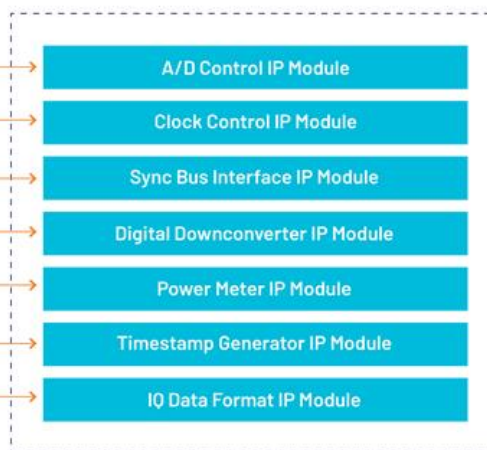 A/D Control IP Module
Clock Control IP Module
Sync Bus Interface IP Module
Digital Downconverter IP Module
Power Meter IP Module
Timestamp Generator IP Module
IQ Data Format IP Module